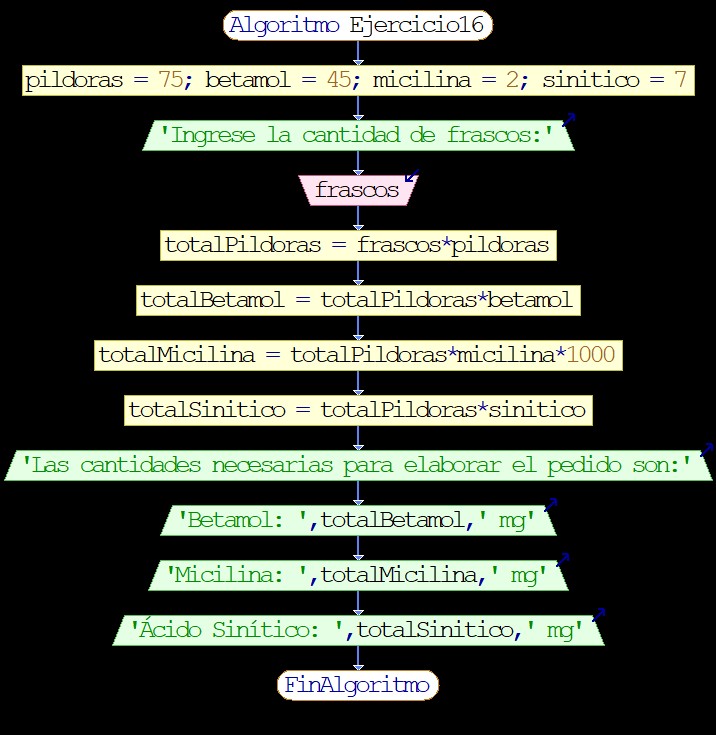 Algoritmo Ejercicio16
pildoras = 75; betamol = 45; micilina = 2; sinitico = 7
'Ingrese la cantidad de frascos:'
frascos
totalPildoras = frascos*pildoras
totalBetamol = totalPildoras*betamol
totalMicilina = totalPildoras*micilina*1000
totalSinitico = totalPildoras*sinitico
'Las cantidades necesarias para elaborar el pedido son:'
'Betamol: ',totalBetamol,' mg'
'Micilina: ',totalMicilina,' mg'
'Ácido Sinítico: ',totalSinitico,' mg'
FinAlgoritmo